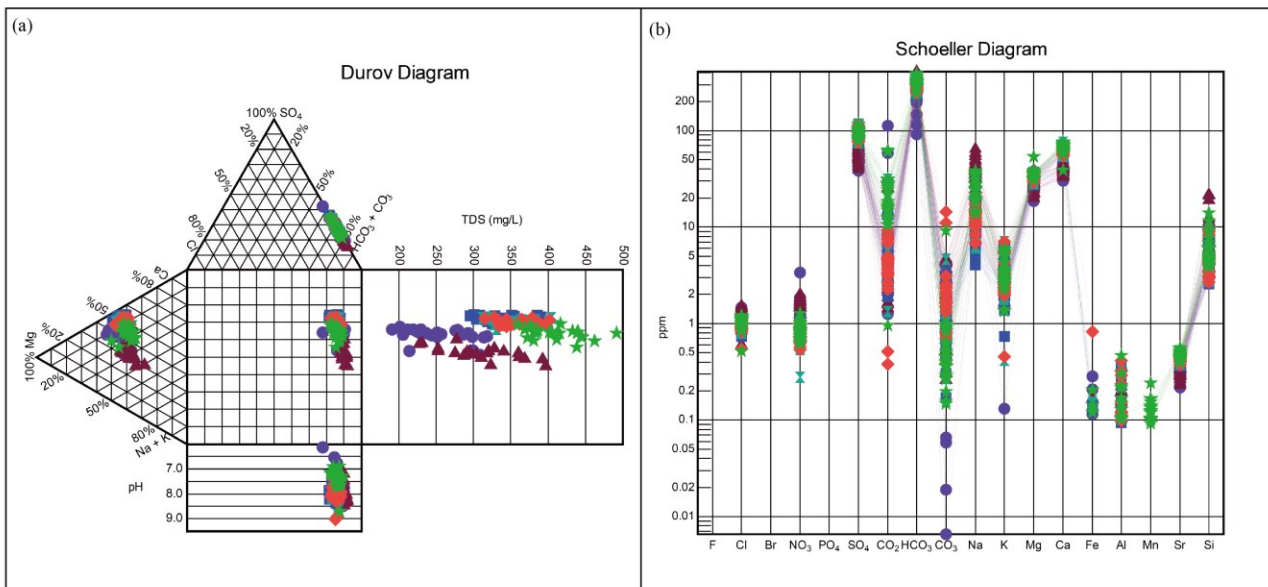 (a)
Durov Diagram
100% SO₄
20%
20%
50%
50%
80%
80%
Cl
HCO₃ + CO₃
TDS (mg/L)
200
250
300
350
400
450
500
Ca
80%
50%
20%
100% Mg
20%
50%
80%
Na + K
pH
7.0
8.0
9.0
(b)
Schoeller Diagram
ppm
200
100
50
20
10
5
2
1
0.5
0.2
0.1
0.05
0.02
0.01
F Cl Br NO₃ PO₄ SO₄ CO₂ HCO₃ CO₃ Na K Mg Ca Fe Al Mn Sr Si